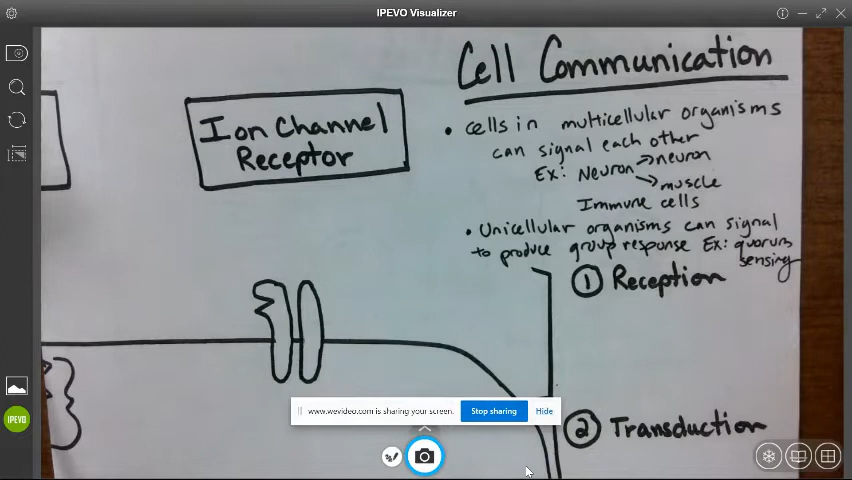 IPEVO Visualizer
Cell Communication
Ion Channel
Receptor
• cells in multicellular organisms
can signal each other
Ex: Neuron → neuron
→ muscle
Immune cells
• Unicellular organisms can signal
to produce group response Ex: quorum
sensing
① Reception
② Transduction
www.wevideo.com is sharing your screen.
Stop sharing
Hide
IPEVO